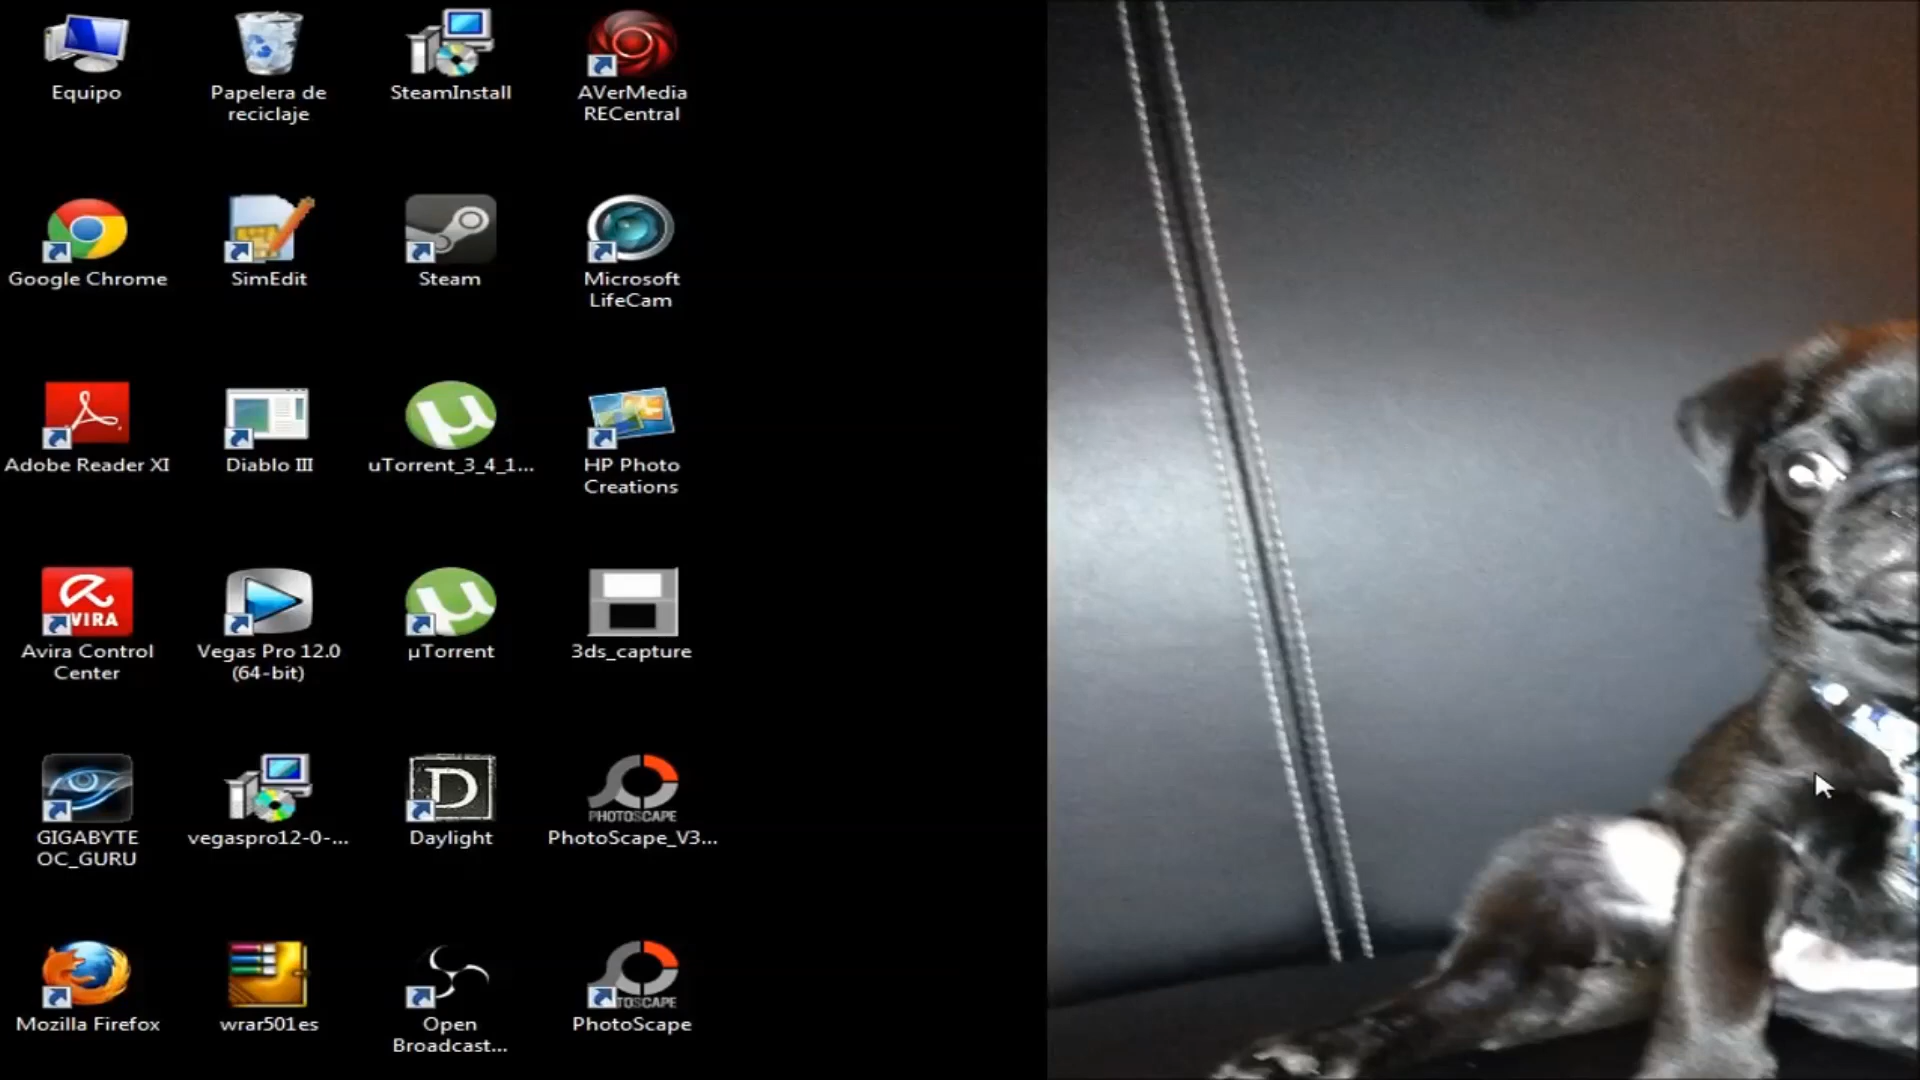 Equipo
Papelera de
reciclaje
SteamInstall
AVerMedia
RECentral
Google Chrome
SimEdit
Steam
Microsoft
LifeCam
Adobe Reader XI
Diablo III
uTorrent_3_4_1...
HP Photo
Creations
VIRA
Avira Control
Center
Vegas Pro 12.0
(64-bit)
µTorrent
3ds_capture
GIGABYTE
OC_GURU
vegaspro12-0-...
D
Daylight
PHOTOSCAPE
PhotoScape_V3...
Mozilla Firefox
wrar501es
Open
Broadcast...
TOSCAPE
PhotoScape